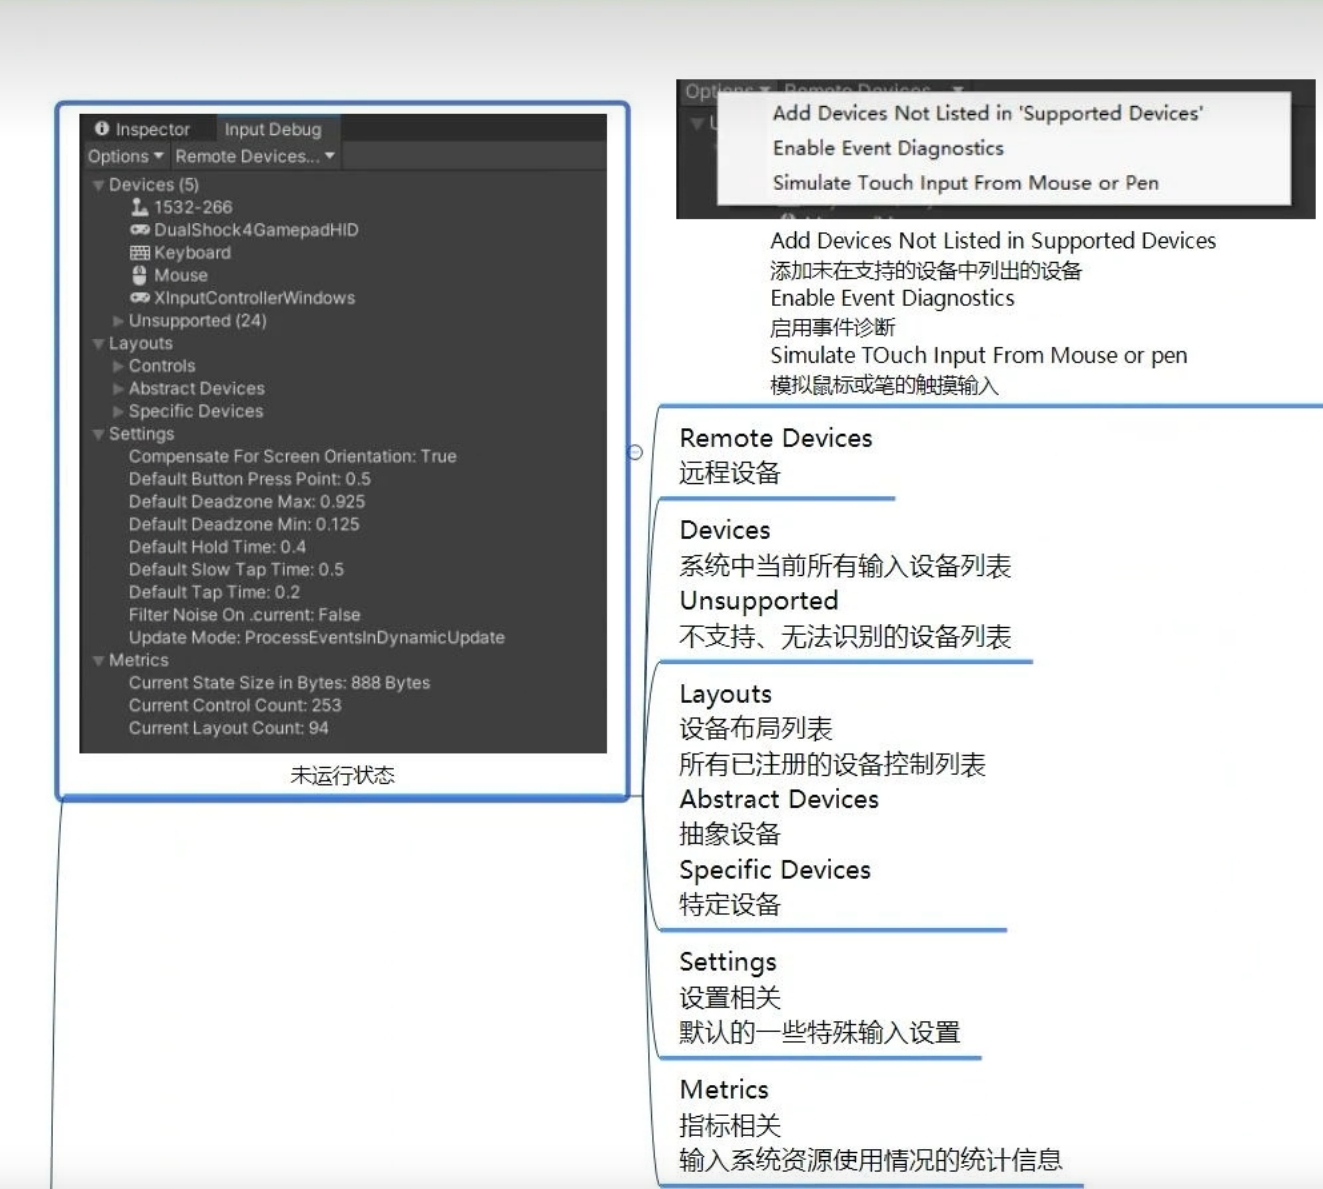 Inspector
Input Debug
Options
Remote Devices...
Devices (5)
1532-266
DualShock4GamepadHID
Keyboard
Mouse
XInputControllerWindows
Unsupported (24)
Layouts
Controls
Abstract Devices
Specific Devices
Settings
Compensate For Screen Orientation: True
Default Button Press Point: 0.5
Default Deadzone Max: 0.925
Default Deadzone Min: 0.125
Default Hold Time: 0.4
Default Slow Tap Time: 0.5
Default Tap Time: 0.2
Filter Noise On .current: False
Update Mode: ProcessEventsInDynamicUpdate
Metrics
Current State Size in Bytes: 888 Bytes
Current Control Count: 253
Current Layout Count: 94
未运行状态
Options
Remote Devices...
Add Devices Not Listed in 'Supported Devices'
Enable Event Diagnostics
Simulate Touch Input From Mouse or Pen
Add Devices Not Listed in Supported Devices
添加未在支持的设备中列出的设备
Enable Event Diagnostics
启用事件诊断
Simulate TOuch Input From Mouse or pen
模拟鼠标或笔的触摸输入
Remote Devices
远程设备
Devices
系统中当前所有输入设备列表
Unsupported
不支持、无法识别的设备列表
Layouts
设备布局列表
所有已注册的设备控制列表
Abstract Devices
抽象设备
Specific Devices
特定设备
Settings
设置相关
默认的一些特殊输入设置
Metrics
指标相关
输入系统资源使用情况的统计信息